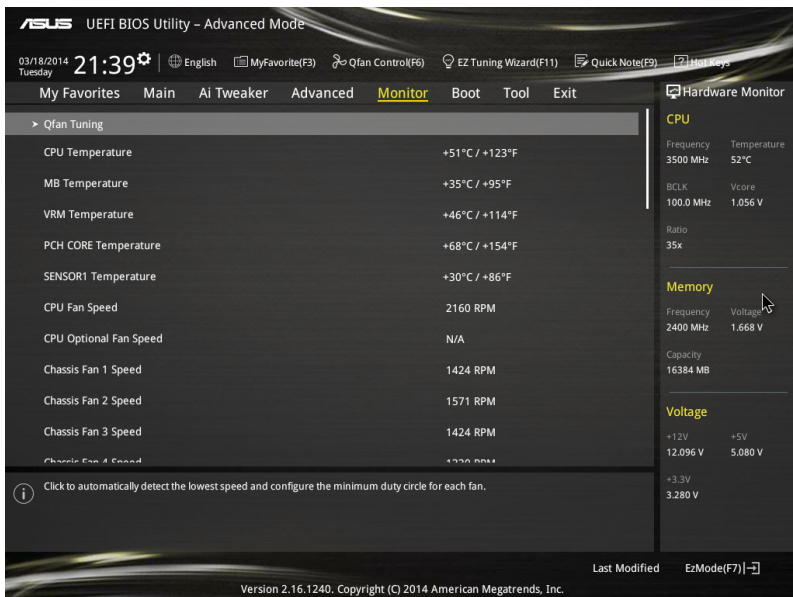 ASUS UEFI BIOS Utility – Advanced Mode
03/18/2014
Tuesday
21:39
English
MyFavorite(F3)
Qfan Control(F6)
EZ Tuning Wizard(F11)
Quick Note(F9)
? Hot Keys
My Favorites Main Ai Tweaker Advanced Monitor Boot Tool Exit
> Qfan Tuning
CPU Temperature +51°C / +123°F
MB Temperature +35°C / +95°F
VRM Temperature +46°C / +114°F
PCH CORE Temperature +68°C / +154°F
SENSOR1 Temperature +30°C / +86°F
CPU Fan Speed 2160 RPM
CPU Optional Fan Speed N/A
Chassis Fan 1 Speed 1424 RPM
Chassis Fan 2 Speed 1571 RPM
Chassis Fan 3 Speed 1424 RPM
Chassis Fan 4 Speed
Click to automatically detect the lowest speed and configure the minimum duty circle for each fan.
Hardware Monitor
CPU
Frequency Temperature
3500 MHz 52°C
BCLK Vcore
100.0 MHz 1.056 V
Ratio
35x
Memory
Frequency Voltage
2400 MHz 1.668 V
Capacity
16384 MB
Voltage
+12V +5V
12.096 V 5.080 V
+3.3V
3.280 V
Last Modified EzMode(F7)
Version 2.16.1240. Copyright (C) 2014 American Megatrends, Inc.